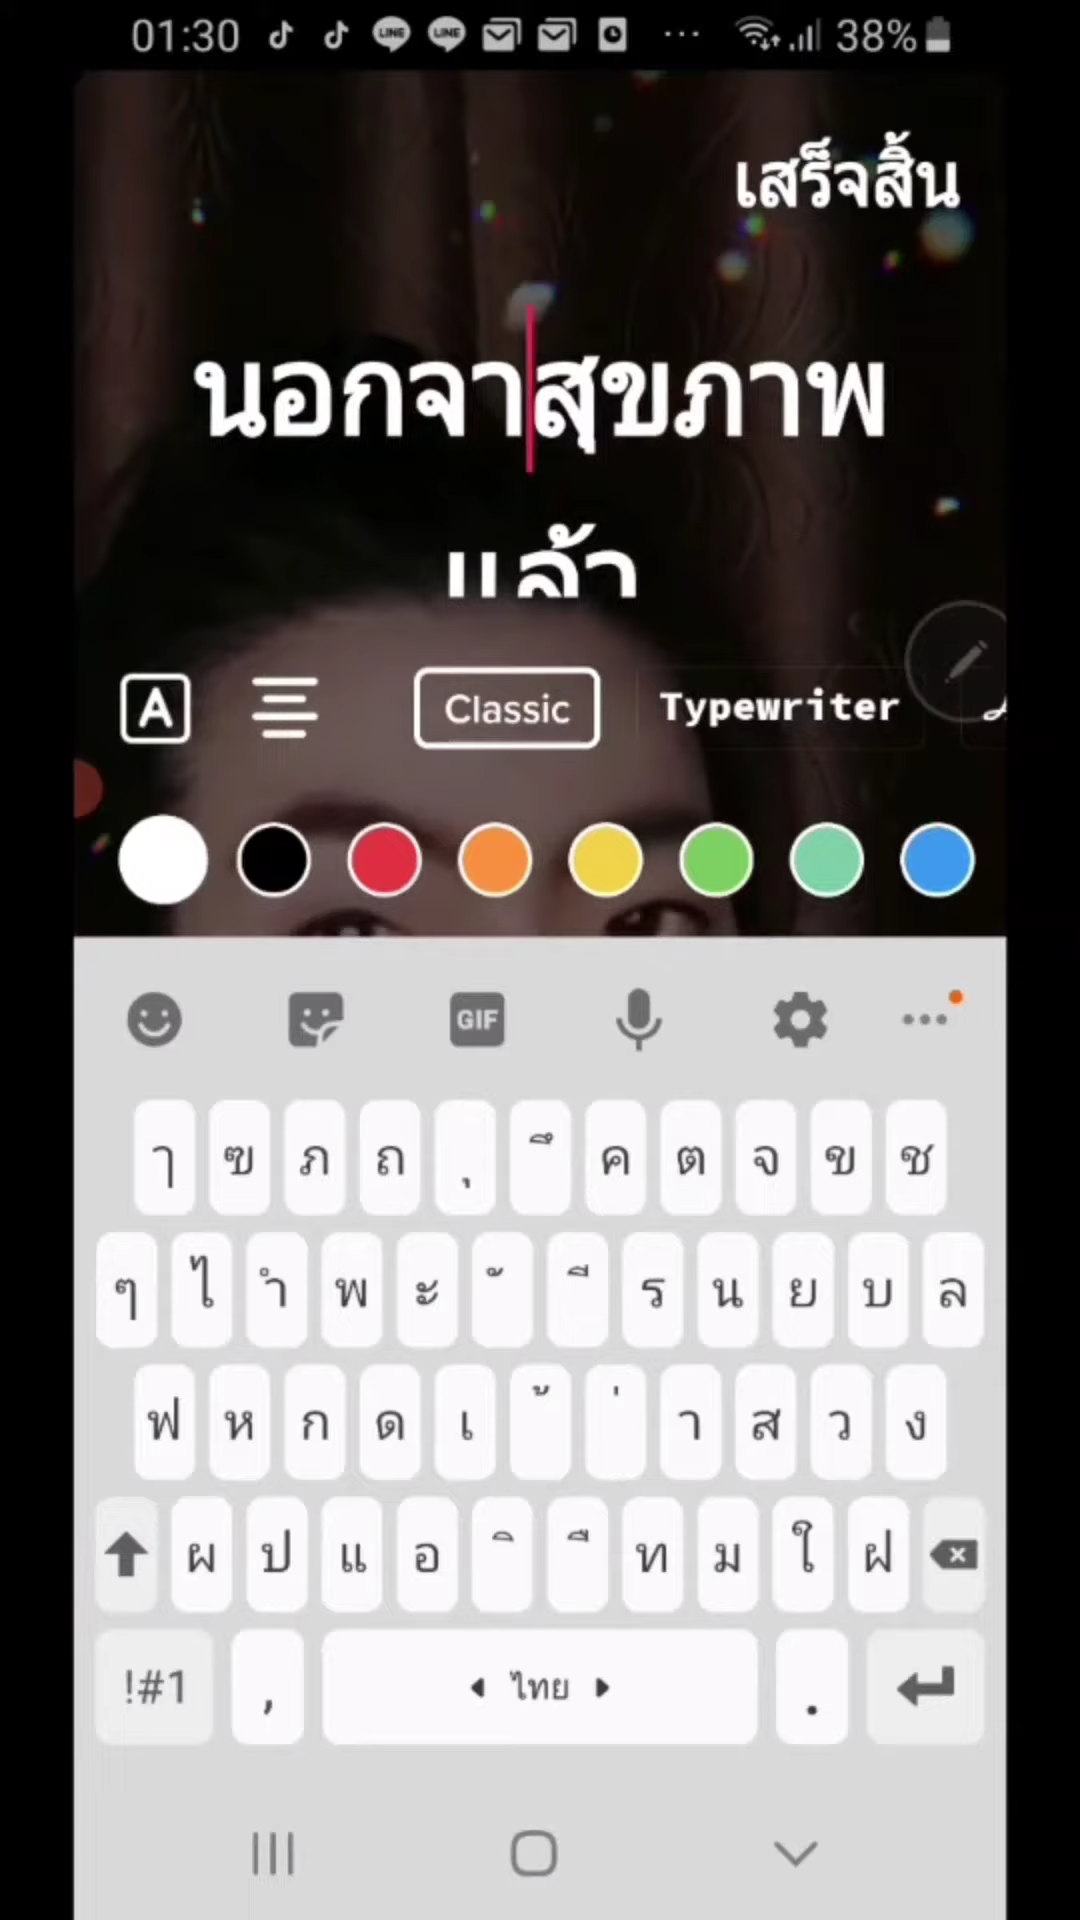 01:30 LINE LINE 38%
เสร็จสิ้น
นอกจาสุขภาพ
แล้ว
A Classic Typewriter
GIF
ๅ ฃ ภ ถ ุ ึ ค ต จ ข ช
ๆ ไ ำ พ ะ ั ี ร น ย บ ล
ฟ ห ก ด เ ้ ่ า ส ว ง
ผ ป แ อ ิ ื ท ม ใ ฝ
!#1 , ไทย .